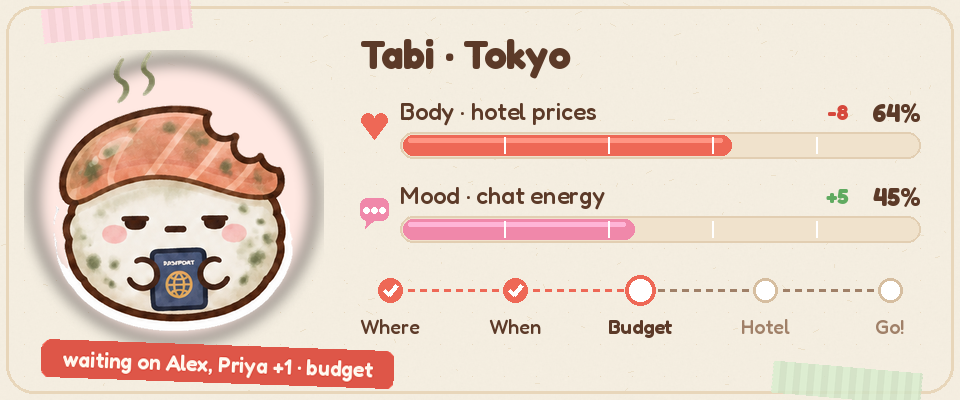 Tabi · Tokyo
Body · hotel prices -8 64%
Mood · chat energy +5 45%
PASSPORT
Where When Budget Hotel Go!
waiting on Alex, Priya +1 · budget